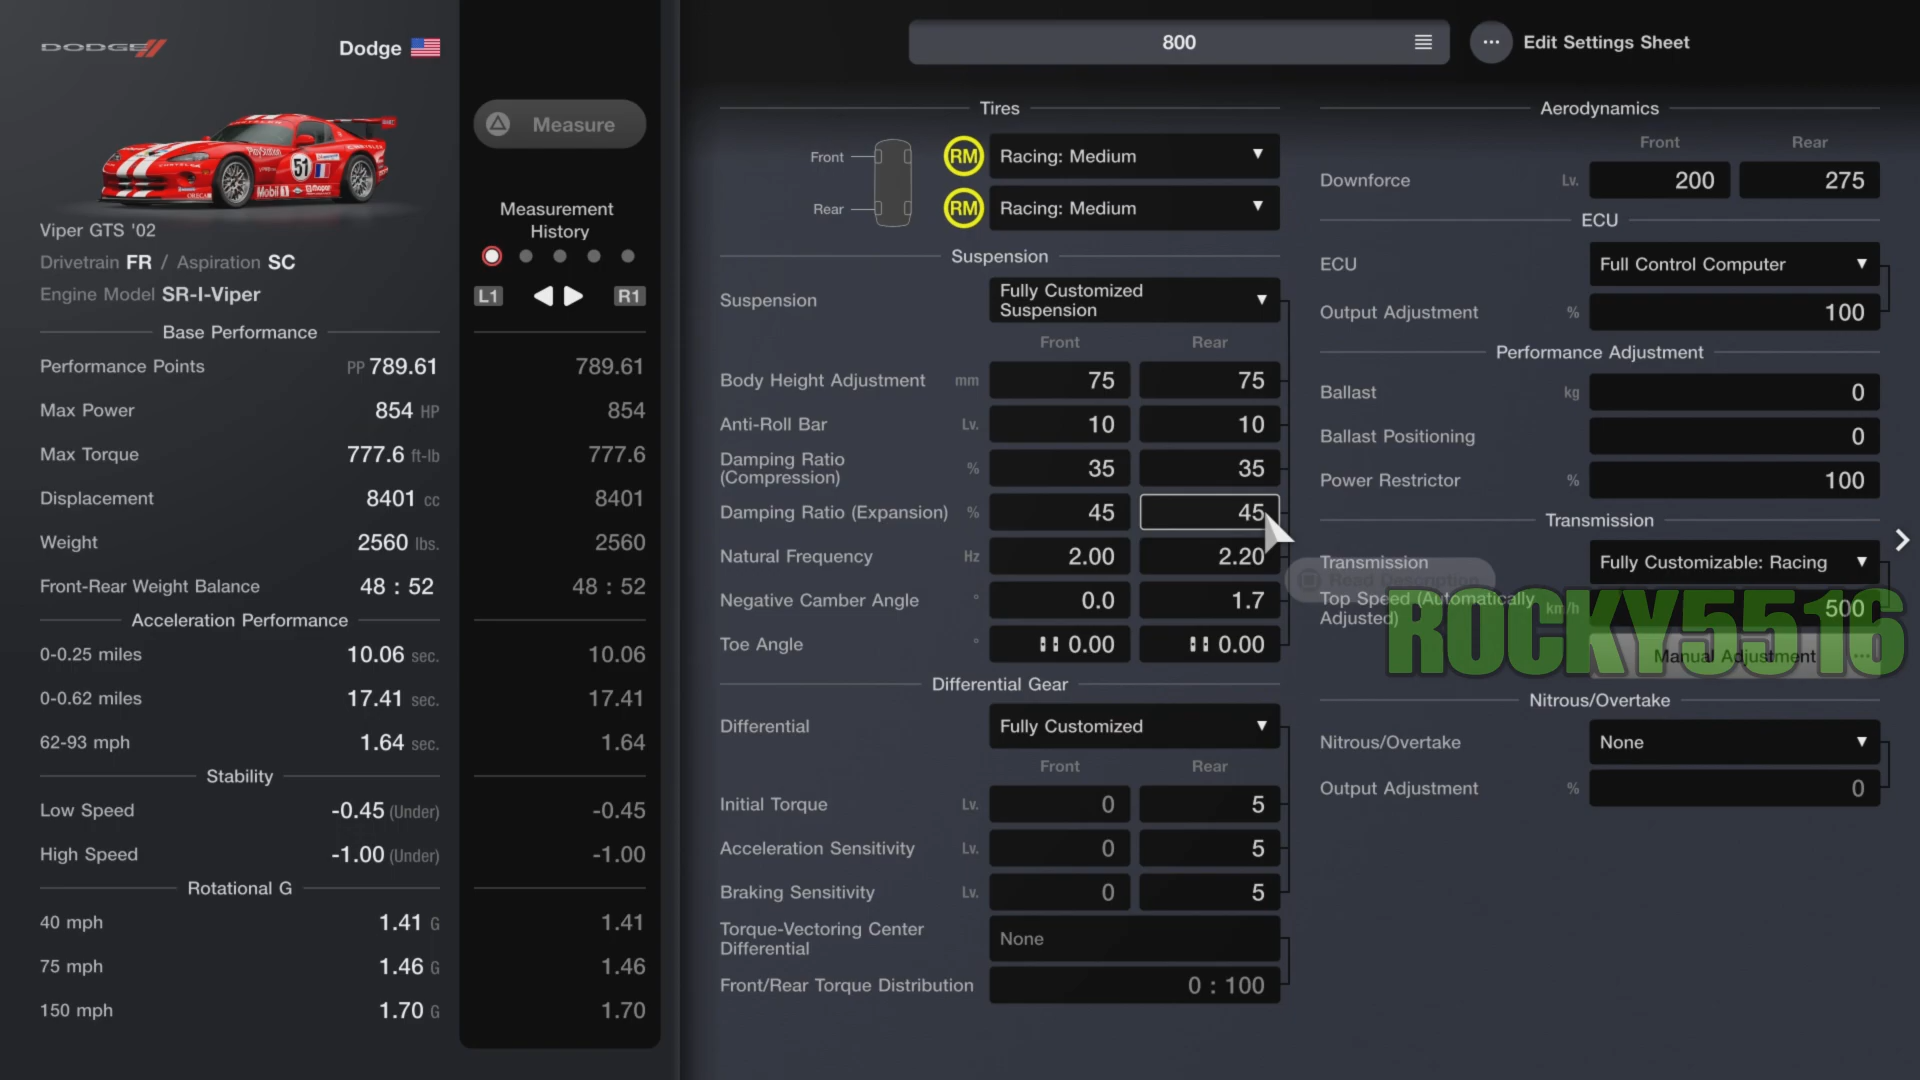 DODGE
Dodge
51
PlayStation
Mobil 1
Mopar
ORECA
Viper GTS '02
Drivetrain FR / Aspiration SC
Engine Model SR-I-Viper
Base Performance
Performance Points PP 789.61
Max Power 854 HP
Max Torque 777.6 ft-lb
Displacement 8401 cc
Weight 2560 lbs.
Front-Rear Weight Balance 48 : 52
Acceleration Performance
0-0.25 miles 10.06 sec.
0-0.62 miles 17.41 sec.
62-93 mph 1.64 sec.
Stability
Low Speed -0.45 (Under)
High Speed -1.00 (Under)
Rotational G
40 mph 1.41 G
75 mph 1.46 G
150 mph 1.70 G
Measure
Measurement
History
L1 R1
789.61
854
777.6
8401
2560
48 : 52
10.06
17.41
1.64
-0.45
-1.00
1.41
1.46
1.70
800
Edit Settings Sheet
Tires
Front RM Racing: Medium
Rear RM Racing: Medium
Suspension
Suspension Fully Customized
Suspension
Front Rear
Body Height Adjustment mm 75 75
Anti-Roll Bar Lv. 10 10
Damping Ratio
(Compression) % 35 35
Damping Ratio (Expansion) % 45 45
Natural Frequency Hz 2.00 2.20
Negative Camber Angle ° 0.0 1.7
Toe Angle ° 0.00 0.00
Differential Gear
Differential Fully Customized
Front Rear
Initial Torque Lv. 0 5
Acceleration Sensitivity Lv. 0 5
Braking Sensitivity Lv. 0 5
Torque-Vectoring Center
Differential None
Front/Rear Torque Distribution 0 : 100
Aerodynamics
Front Rear
Downforce Lv. 200 275
ECU
ECU Full Control Computer
Output Adjustment % 100
Performance Adjustment
Ballast kg 0
Ballast Positioning 0
Power Restrictor % 100
Transmission
Transmission Fully Customizable: Racing
Read Description
Top Speed (Automatically
Adjusted) km/h 500
ROCKY5516
Manual Adjustment
Nitrous/Overtake
Nitrous/Overtake None
Output Adjustment % 0